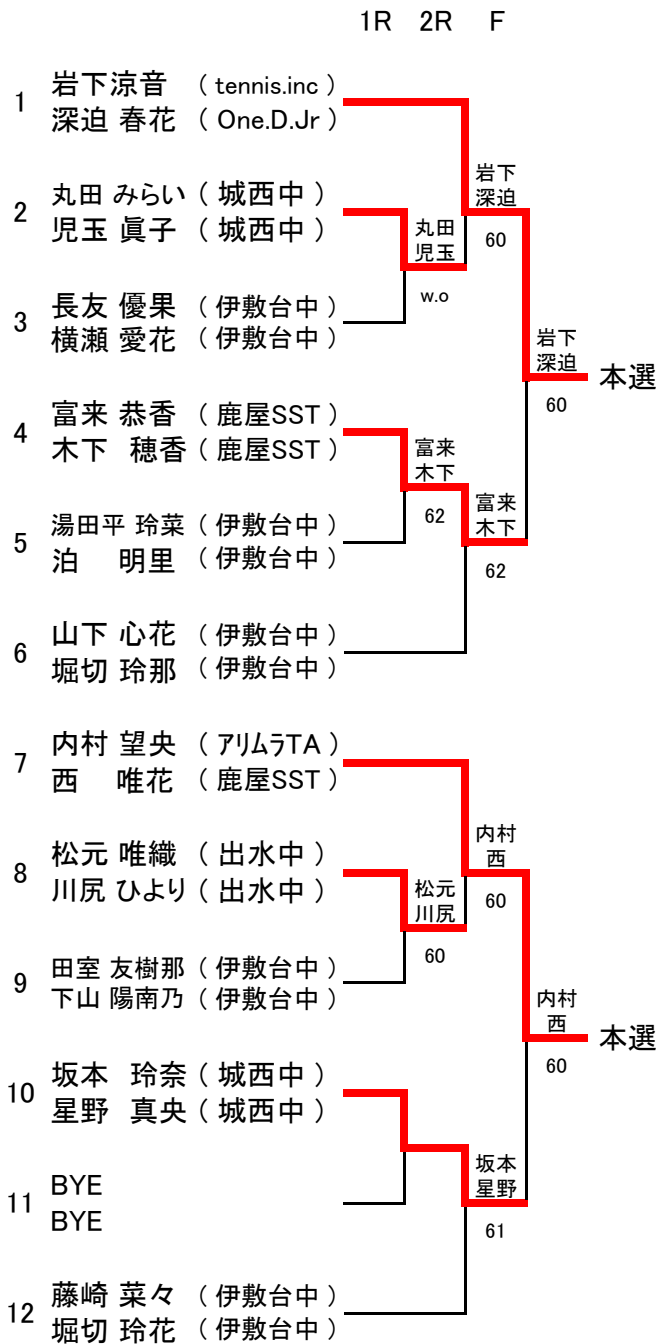 1R 2R F
1 岩下涼音 ( tennis.inc )
深迫 春花 ( One.D.Jr )
岩下
深迫
60
2 丸田 みらい ( 城西中 )
児玉 眞子 ( 城西中 )
丸田
児玉
w.o
3 長友 優果 ( 伊敷台中 )
横瀬 愛花 ( 伊敷台中 )
岩下
深迫
60
本選
4 富来 恭香 ( 鹿屋SST )
木下 穂香 ( 鹿屋SST )
富来
木下
62
富来
木下
62
5 湯田平 玲菜 ( 伊敷台中 )
泊 明里 ( 伊敷台中 )
6 山下 心花 ( 伊敷台中 )
堀切 玲那 ( 伊敷台中 )
7 内村 望央 ( アリムラTA )
西 唯花 ( 鹿屋SST )
内村
西
60
8 松元 唯織 ( 出水中 )
川尻 ひより ( 出水中 )
松元
川尻
60
9 田室 友樹那 ( 伊敷台中 )
下山 陽南乃 ( 伊敷台中 )
内村
西
60
本選
10 坂本 玲奈 ( 城西中 )
星野 真央 ( 城西中 )
坂本
星野
61
11 BYE
BYE
12 藤崎 菜々 ( 伊敷台中 )
堀切 玲花 ( 伊敷台中 )